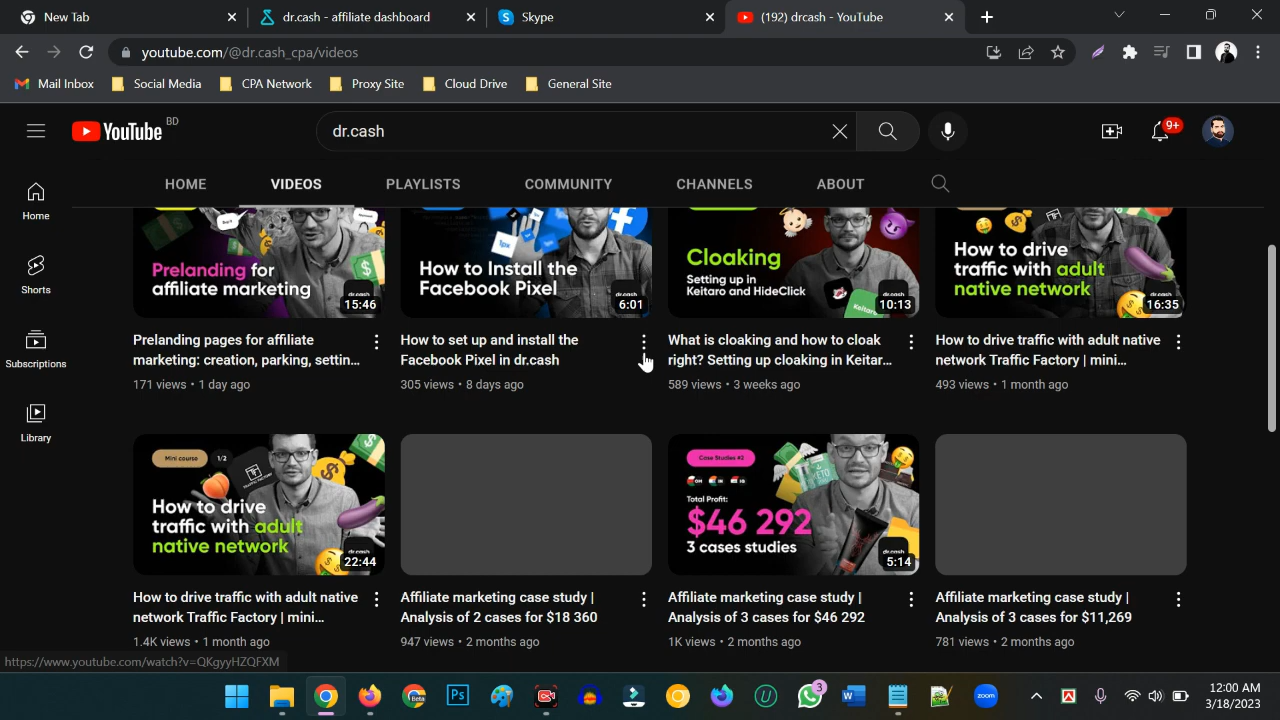 New Tab
dr.cash - affiliate dashboard
Skype
(192) drcash - YouTube
youtube.com/@dr.cash_cpa/videos
Mail Inbox
Social Media
CPA Network
Proxy Site
Cloud Drive
General Site
YouTube BD
dr.cash
9+
HOME
VIDEOS
PLAYLISTS
COMMUNITY
CHANNELS
ABOUT
Home
Shorts
Subscriptions
Library
Prelanding for
affiliate marketing
15:46
How to Install the
Facebook Pixel
6:01
Cloaking
Setting up in
Keitaro and HideClick
10:13
How to drive
traffic with adult
native network
16:35
Prelanding pages for affiliate
marketing: creation, parking, settin...
171 views • 1 day ago
How to set up and install the
Facebook Pixel in dr.cash
305 views • 8 days ago
What is cloaking and how to cloak
right? Setting up cloaking in Keitar...
589 views • 3 weeks ago
How to drive traffic with adult native
network Traffic Factory | mini...
493 views • 1 month ago
Mini course 1/2
How to drive
traffic with adult
native network
22:44
Case Studies #2
Total Profit:
$46 292
3 cases studies
5:14
How to drive traffic with adult native
network Traffic Factory | mini...
1.4K views • 1 month ago
Affiliate marketing case study |
Analysis of 2 cases for $18 360
947 views • 2 months ago
Affiliate marketing case study |
Analysis of 3 cases for $46 292
1K views • 2 months ago
Affiliate marketing case study |
Analysis of 3 cases for $11,269
781 views • 2 months ago
https://www.youtube.com/watch?v=QKgyyHZQFXM
Ps
Beta
3
zoom
12:00 AM
3/18/2023